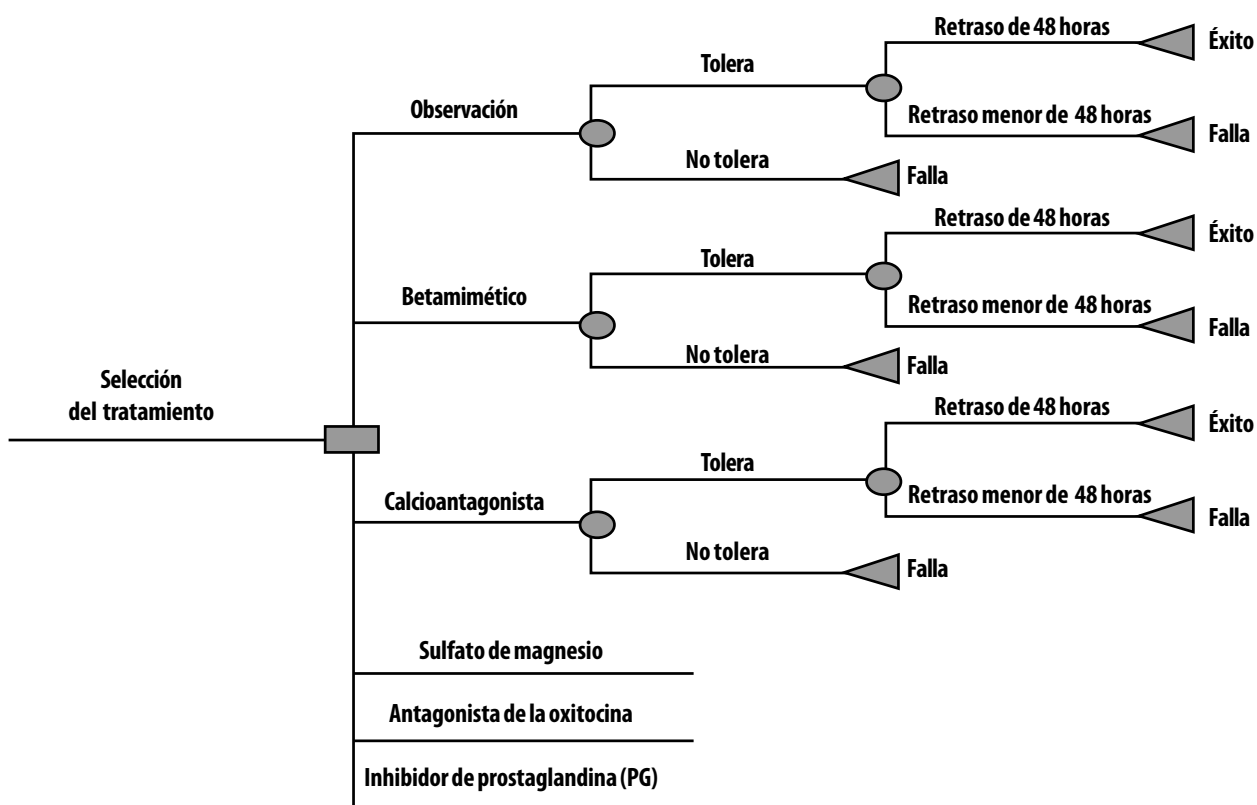 Retraso de 48 horas
Éxito
Tolera
Observación
Retraso menor de 48 horas
Falla
No tolera
Falla
Retraso de 48 horas
Éxito
Tolera
Betamimético
Retraso menor de 48 horas
Falla
No tolera
Falla
Selección
del tratamiento
Retraso de 48 horas
Éxito
Tolera
Calcioantagonista
Retraso menor de 48 horas
Falla
No tolera
Falla
Sulfato de magnesio
Antagonista de la oxitocina
Inhibidor de prostaglandina (PG)